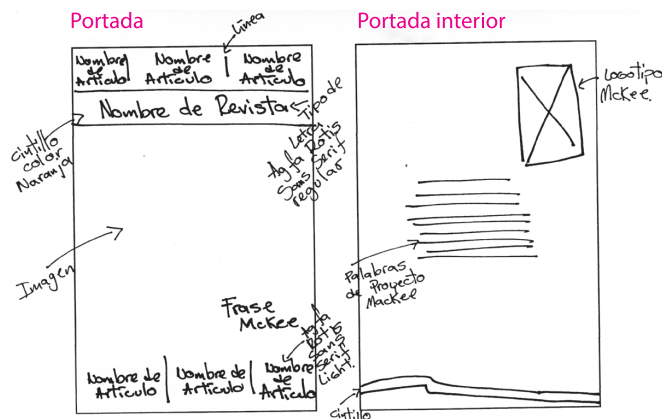 Portada
Línea
Nombre
de
Artículo
Nombre
de
Artículo
Nombre
de
Artículo
Nombre de Revista
Tipo de
Letra
Agfa Rotis
Sans Serif
regular
Cintillo
color
Naranja
Imagen
Frase
McKee
Agfa
Rotis
Sans
Serif
Light.
Nombre de
Artículo
Nombre de
Artículo
Nombre
de
Artículo
Portada interior
Logotipo
McKee.
Palabras
de Proyecto
Mackee
Cintillo